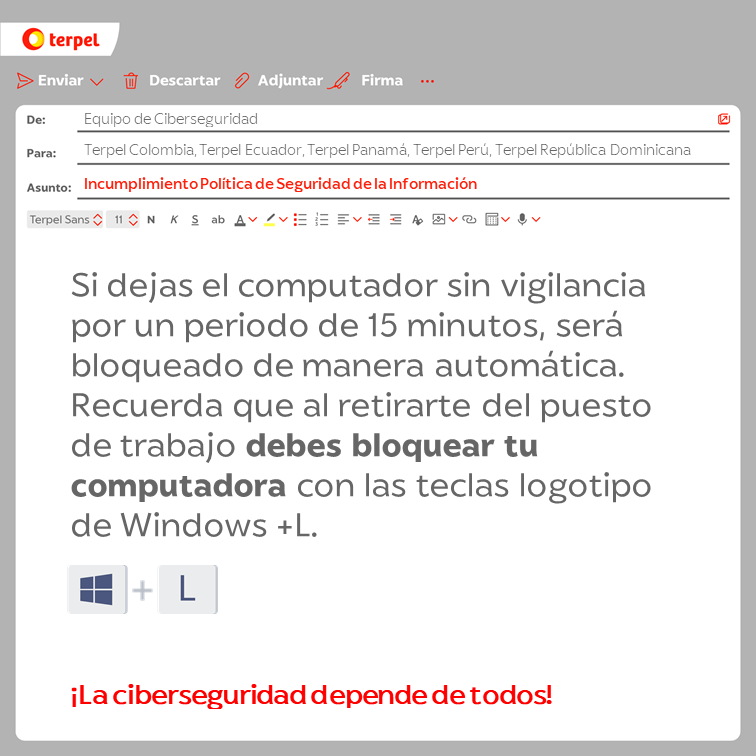 terpel
Enviar Descartar Adjuntar Firma ...
De: Equipo de Ciberseguridad
Para: Terpel Colombia, Terpel Ecuador, Terpel Panamá, Terpel Perú, Terpel República Dominicana
Asunto: Incumplimiento Política de Seguridad de la Información
Terpel Sans 11 N K S ab A
Si dejas el computador sin vigilancia
por un periodo de 15 minutos, será
bloqueado de manera automática.
Recuerda que al retirarte del puesto
de trabajo debes bloquear tu
computadora con las teclas logotipo
de Windows +L.
+ L
¡La ciberseguridad depende de todos!